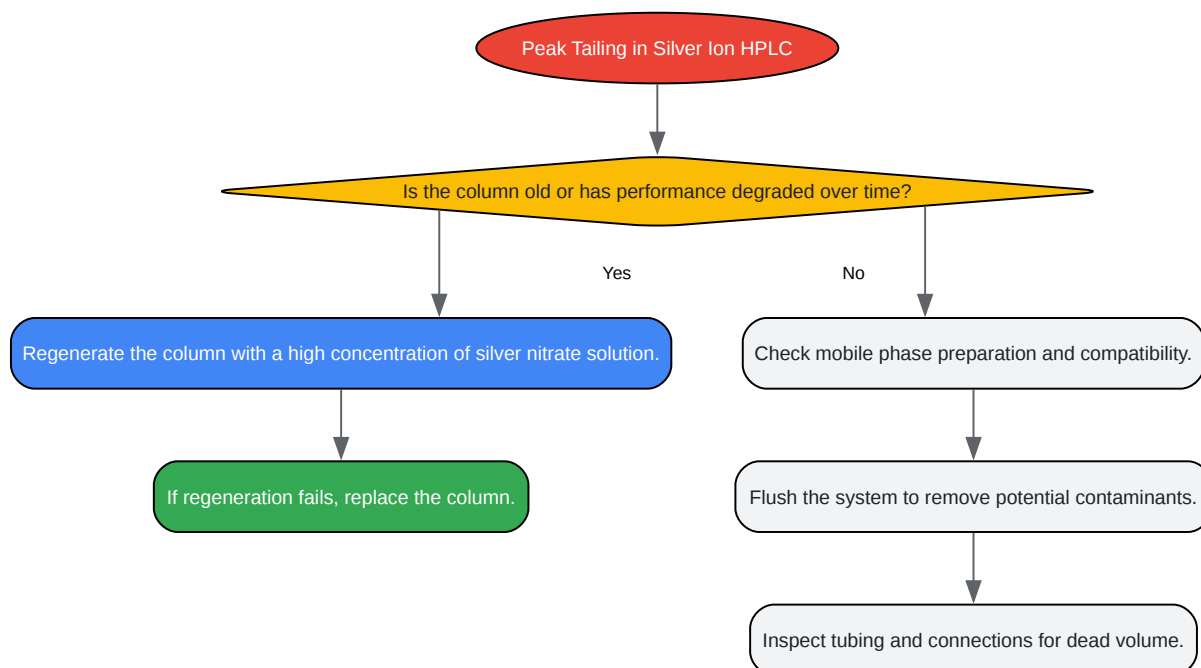 Peak Tailing in Silver Ion HPLC
Is the column old or has performance degraded over time?
Yes
No
Regenerate the column with a high concentration of silver nitrate solution.
Check mobile phase preparation and compatibility.
If regeneration fails, replace the column.
Flush the system to remove potential contaminants.
Inspect tubing and connections for dead volume.